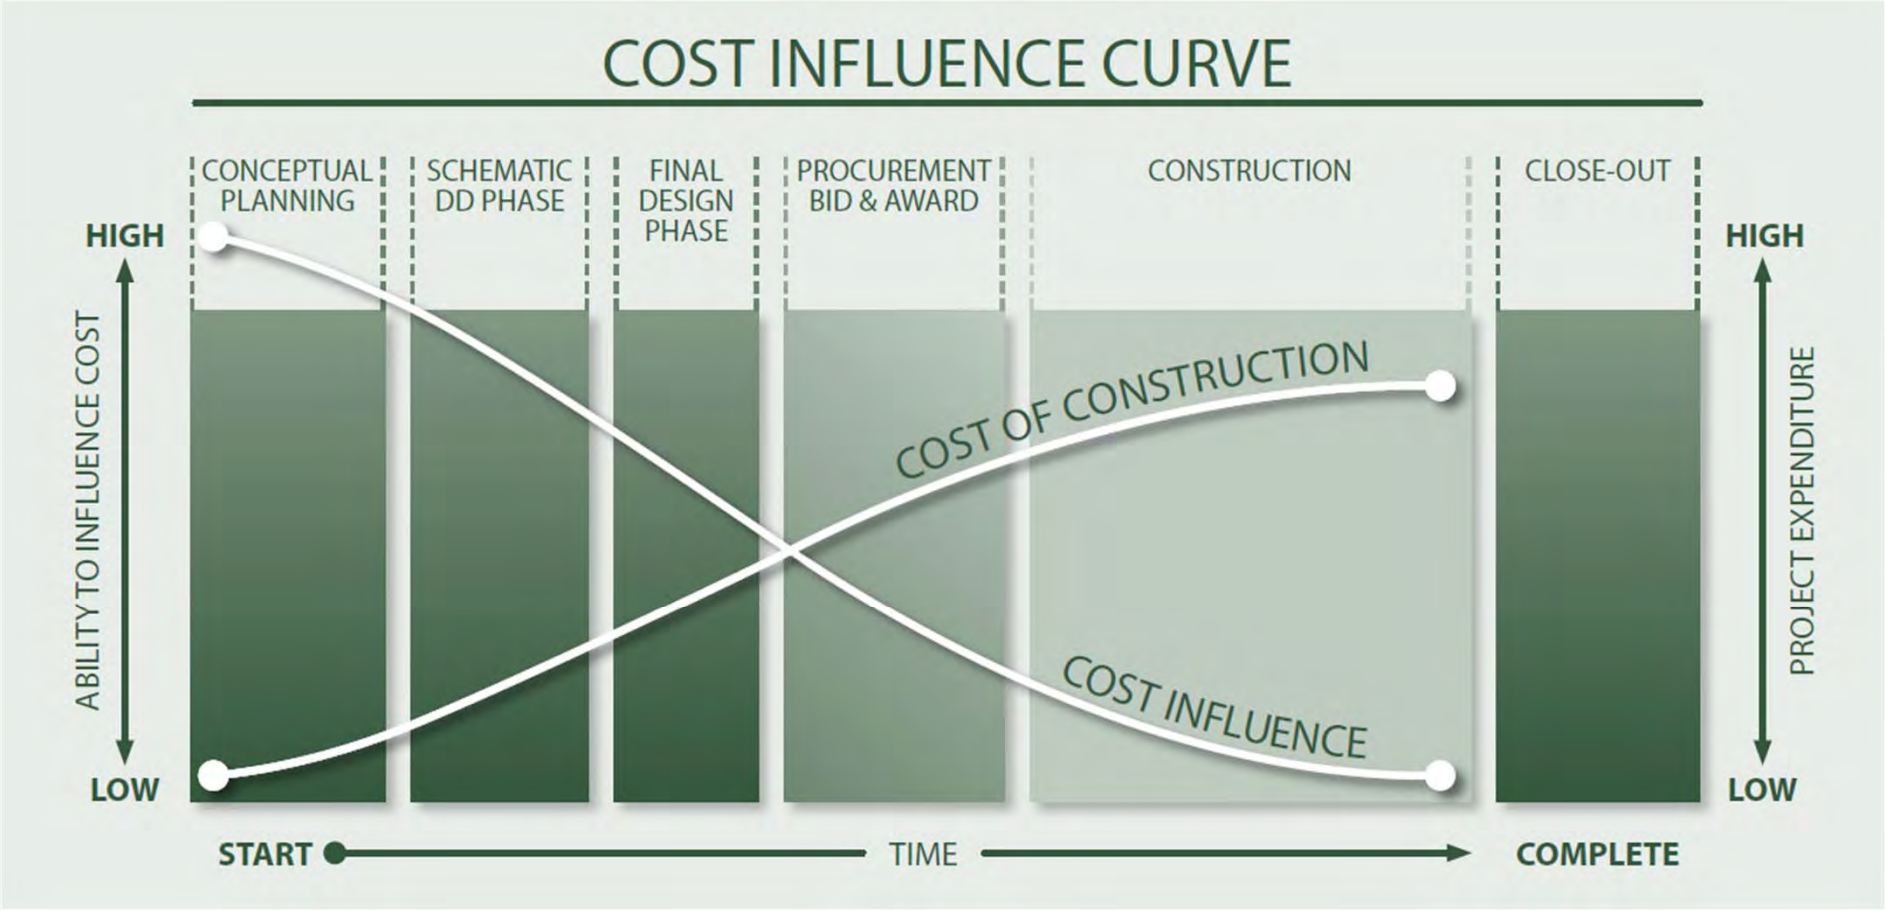 COST INFLUENCE CURVE
CONCEPTUAL
PLANNING
SCHEMATIC
DD PHASE
FINAL
DESIGN
PHASE
PROCUREMENT
BID & AWARD
CONSTRUCTION
CLOSE-OUT
HIGH
ABILITY TO INFLUENCE COST
LOW
COST OF CONSTRUCTION
COST INFLUENCE
HIGH
PROJECT EXPENDITURE
LOW
START
TIME
COMPLETE